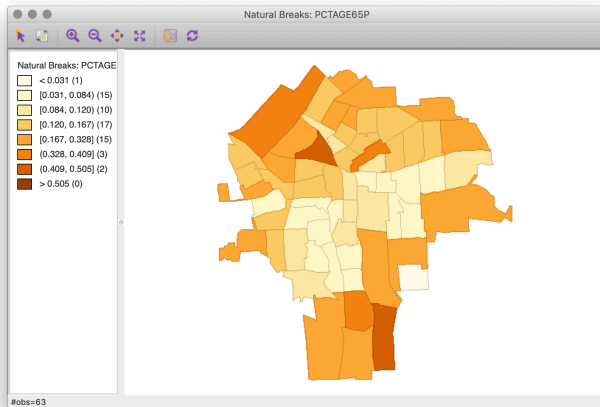 Natural Breaks: PCTAGE65P
Natural Breaks: PCTAGE
< 0.031 (1)
[0.031, 0.084) (15)
[0.084, 0.120) (10)
[0.120, 0.167) (17)
[0.167, 0.328] (15)
(0.328, 0.409] (3)
(0.409, 0.505] (2)
> 0.505 (0)
#obs=63